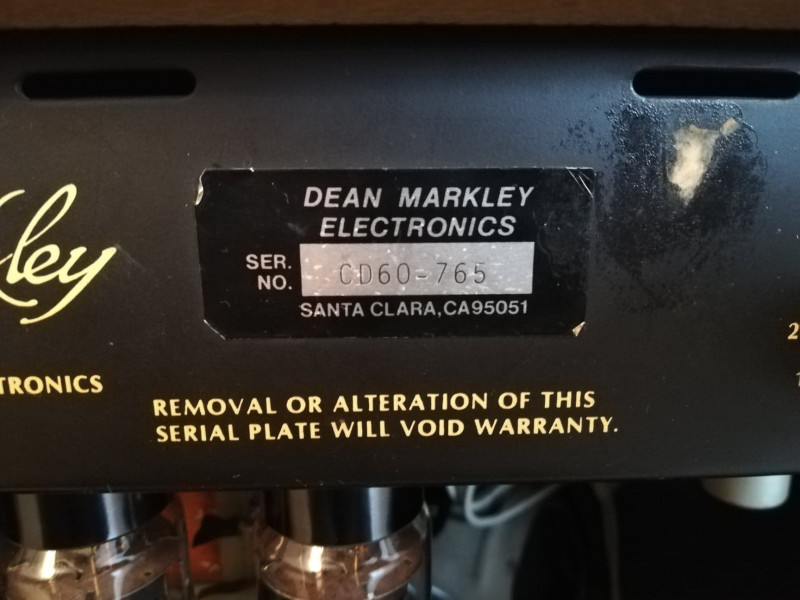 DEAN MARKLEY
ELECTRONICS
SER. NO. CD60-765
SANTA CLARA, CA95051
ley
TRONICS
REMOVAL OR ALTERATION OF THIS
SERIAL PLATE WILL VOID WARRANTY.
2